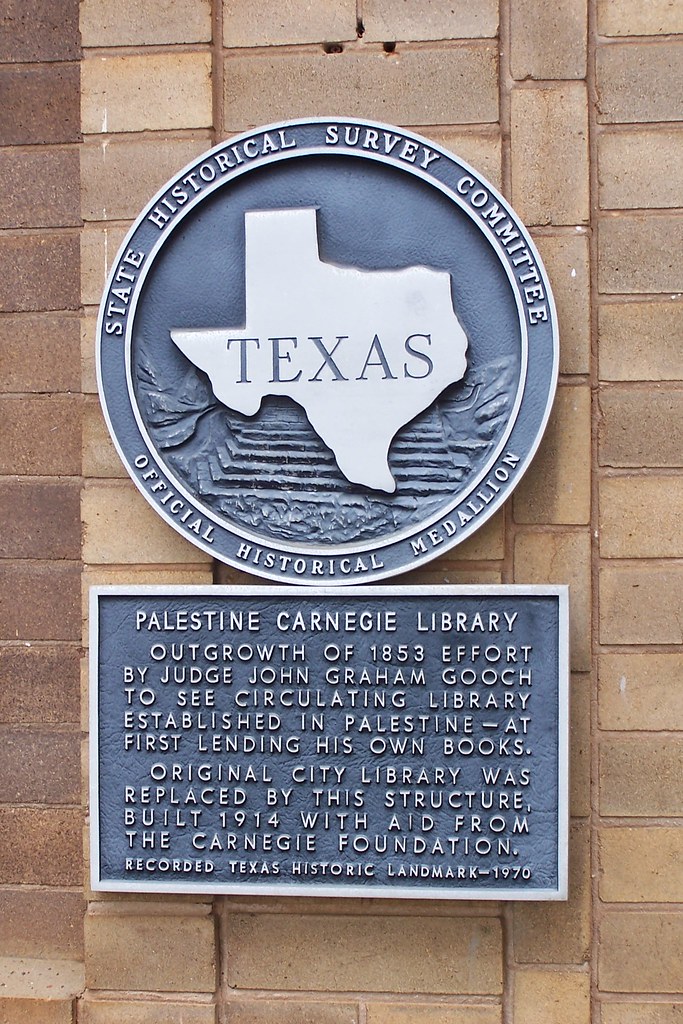 STATE HISTORICAL SURVEY COMMITTEE
TEXAS
OFFICIAL HISTORICAL MEDALLION
PALESTINE CARNEGIE LIBRARY
OUTGROWTH OF 1853 EFFORT
BY JUDGE JOHN GRAHAM GOOCH
TO SEE CIRCULATING LIBRARY
ESTABLISHED IN PALESTINE—AT
FIRST LENDING HIS OWN BOOKS.
ORIGINAL CITY LIBRARY WAS
REPLACED BY THIS STRUCTURE,
BUILT 1914 WITH AID FROM
THE CARNEGIE FOUNDATION.
RECORDED TEXAS HISTORIC LANDMARK—1970